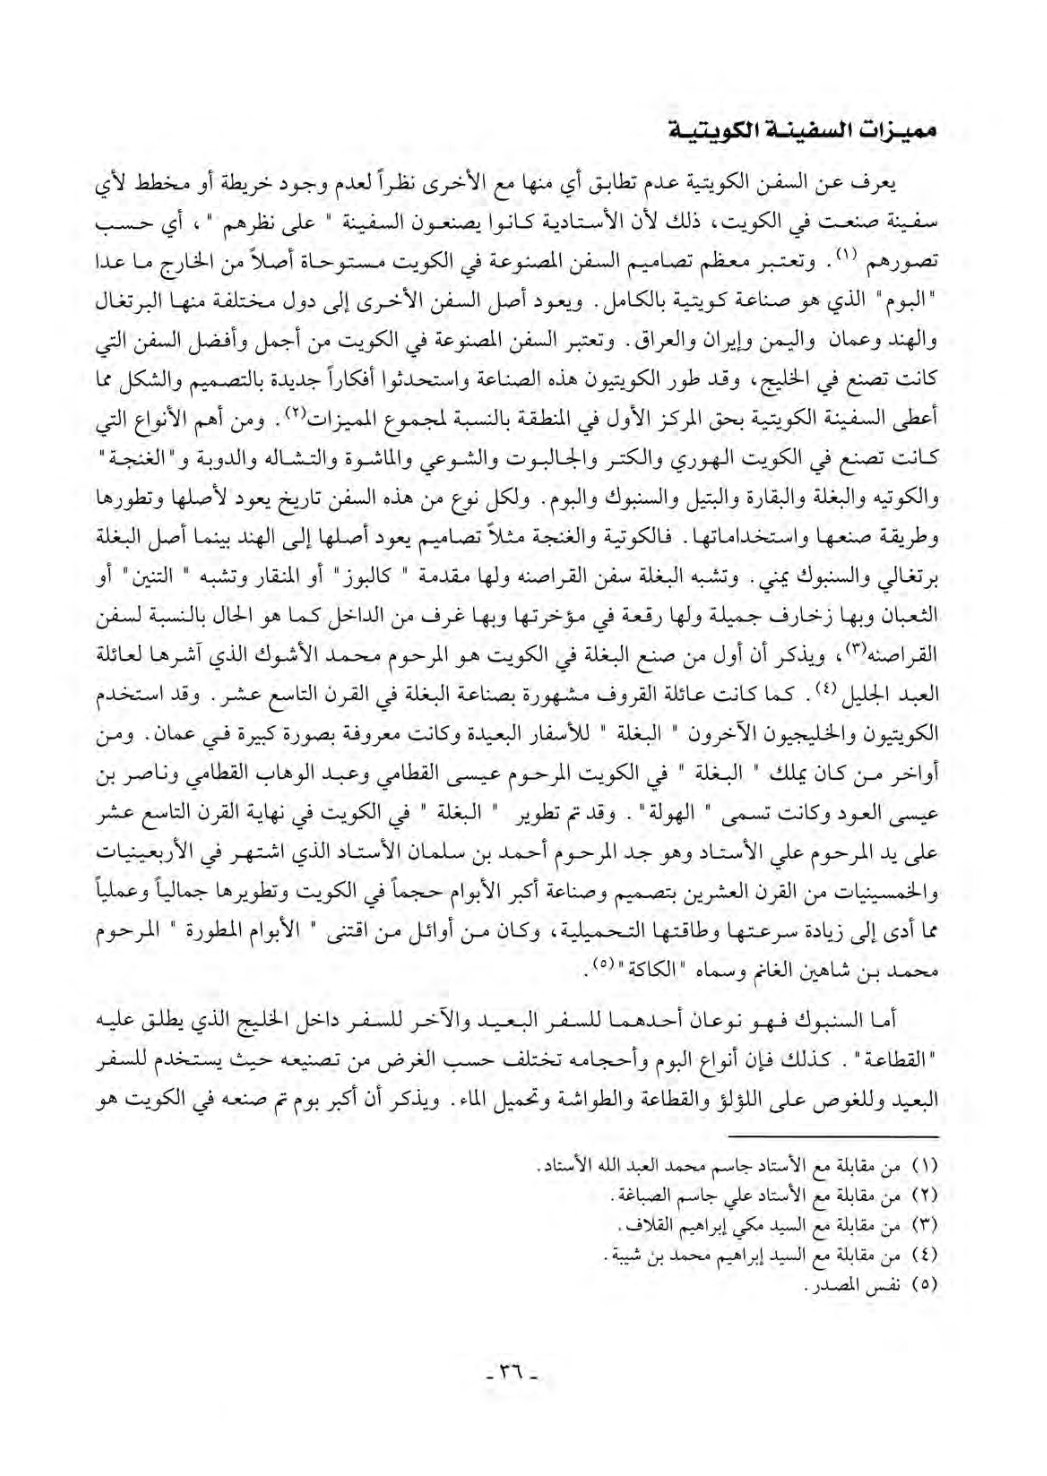 مميزات السفينة الكويتية
يعرف عن السفن الكويتية عدم تطابق أي منها مع الأخرى نظراً لعدم وجود خريطة أو مخطط لأي
سفينة صنعت في الكويت، ذلك لأن الأستادية كانوا يصنعون السفينة " على نظرهم "، أي حسب
تصورهم (١). وتعتبر معظم تصاميم السفن المصنوعة في الكويت مستوحاة أصلاً من الخارج ما عدا
"البوم" الذي هو صناعة كويتية بالكامل. ويعود أصل السفن الأخرى إلى دول مختلفة منها البرتغال
والهند وعمان واليمن وإيران والعراق. وتعتبر السفن المصنوعة في الكويت من أجمل وأفضل السفن التي
كانت تصنع في الخليج، وقد طور الكويتيون هذه الصناعة واستحدثوا أفكاراً جديدة بالتصميم والشكل مما
أعطى السفينة الكويتية بحق المركز الأول في المنطقة بالنسبة لمجموع المميزات(٢). ومن أهم الأنواع التي
كانت تصنع في الكويت الهوري والكتر والجالبوت والشوعي والماشوة والتشاله والدوبة و"الغنجة"
والكوتيه والبغلة والبقارة والبتيل والسنبوك والبوم. ولكل نوع من هذه السفن تاريخ يعود لأصلها وتطورها
وطريقة صنعها واستخداماتها. فالكوتية والغنجة مثلاً تصاميم يعود أصلها إلى الهند بينما أصل البغلة
برتغالي والسنبوك يمني. وتشبه البغلة سفن القراصنه ولها مقدمة " كالبوز" أو المنقار وتشبه " التنين" أو
الثعبان وبها زخارف جميلة ولها رقعة في مؤخرتها وبها غرف من الداخل كما هو الحال بالنسبة لسفن
القراصنه(٣)، ويذكر أن أول من صنع البغلة في الكويت هو المرحوم محمد الأشوك الذي آشرها لعائلة
العبد الجليل (٤). كما كانت عائلة القروف مشهورة بصناعة البغلة في القرن التاسع عشر. وقد استخدم
الكويتيون والخليجيون الآخرون " البغلة " للأسفار البعيدة وكانت معروفة بصورة كبيرة في عمان. ومن
أواخر من كان يملك " البغلة " في الكويت المرحوم عيسى القطامي وعبد الوهاب القطامي وناصر بن
عيسى العود وكانت تسمى " الهولة". وقد تم تطوير " البغلة " في الكويت في نهاية القرن التاسع عشر
على يد المرحوم علي الأستاد وهو جد المرحوم أحمد بن سلمان الأستاد الذي اشتهر في الأربعينيات
والخمسينيات من القرن العشرين بتصميم وصناعة أكبر الأبوام حجماً في الكويت وتطويرها جمالياً وعملياً
مما أدى إلى زيادة سرعتها وطاقتها التحميلية، وكان من أوائل من اقتنى " الأبوام المطورة " المرحوم
محمد بن شاهين الغانم وسماه "الكاكة"(٥).
أما السنبوك فهو نوعان أحدهما للسفر البعيد والآخر للسفر داخل الخليج الذي يطلق عليه
"القطاعة". كذلك فإن أنواع البوم وأحجامه تختلف حسب الغرض من تصنيعه حيث يستخدم للسفر
البعيد وللغوص على اللؤلؤ والقطاعة والطواشة وتحميل الماء. ويذكر أن أكبر بوم تم صنعه في الكويت هو
(١) من مقابلة مع الأستاد جاسم محمد العبد الله الأستاد.
(٢) من مقابلة مع الأستاد علي جاسم الصباغة.
(٣) من مقابلة مع السيد مكي إبراهيم القلاف.
(٤) من مقابلة مع السيد إبراهيم محمد بن شيبة.
(٥) نفس المصدر.
- ٣٦ -